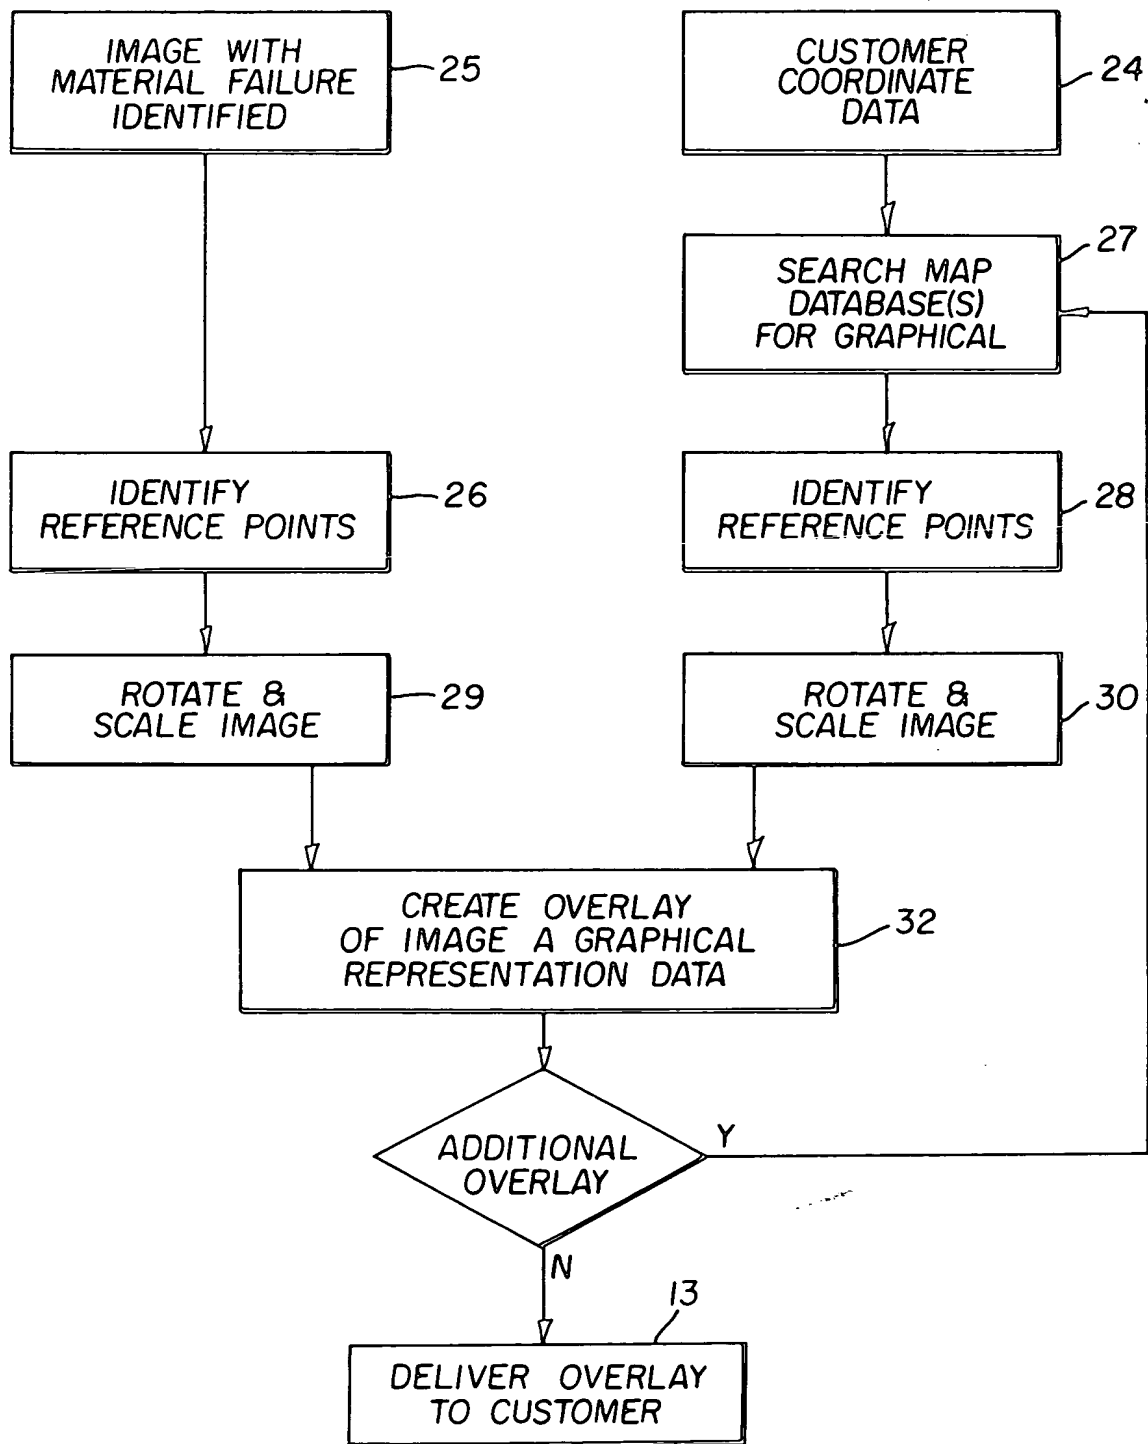 IMAGE WITH
MATERIAL FAILURE
IDENTIFIED
25
CUSTOMER
COORDINATE
DATA
24
SEARCH MAP
DATABASE(S)
FOR GRAPHICAL
27
IDENTIFY
REFERENCE POINTS
26
IDENTIFY
REFERENCE POINTS
28
ROTATE &
SCALE IMAGE
29
ROTATE &
SCALE IMAGE
30
CREATE OVERLAY
OF IMAGE A GRAPHICAL
REPRESENTATION DATA
32
ADDITIONAL
OVERLAY
Y
N
13
DELIVER OVERLAY
TO CUSTOMER